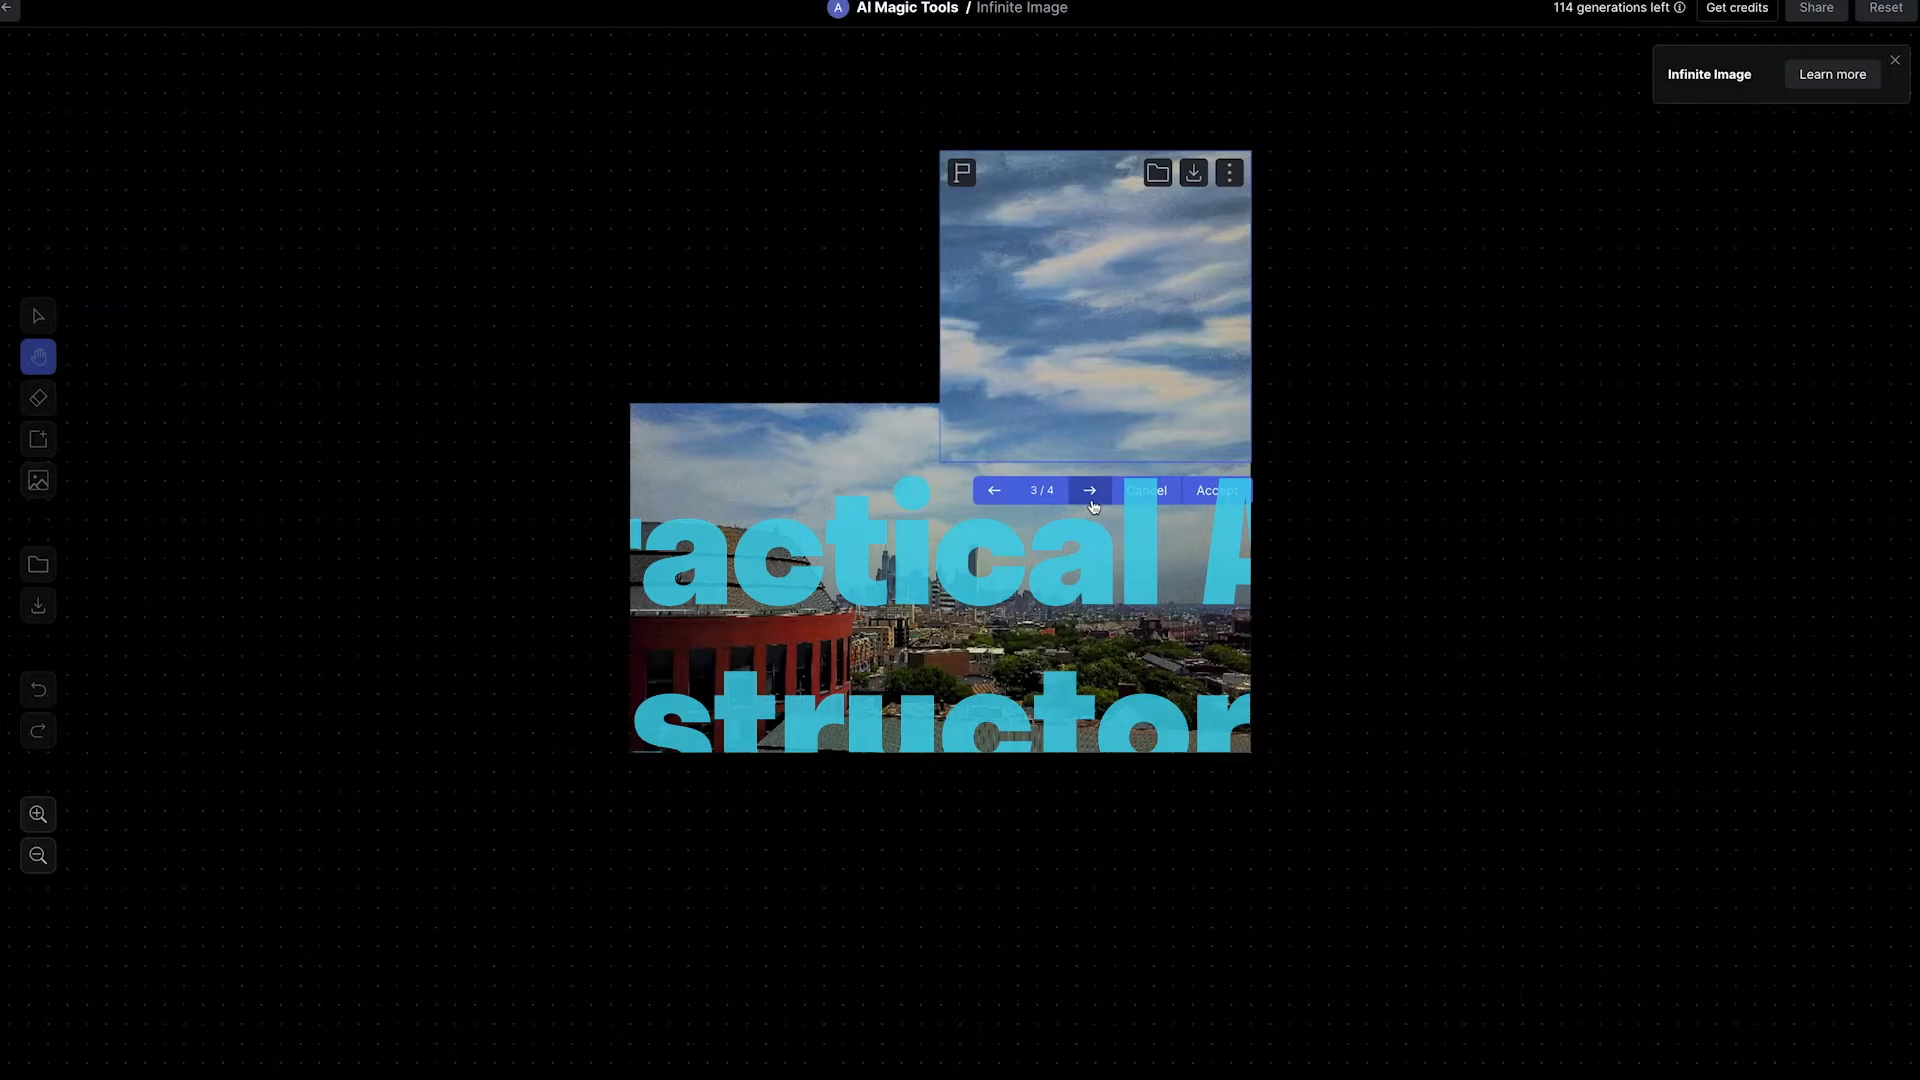 A AI Magic Tools / Infinite Image
114 generations left
Get credits
Share
Reset
Infinite Image
Learn more
3 / 4
Cancel
Accept
ractical A
structor